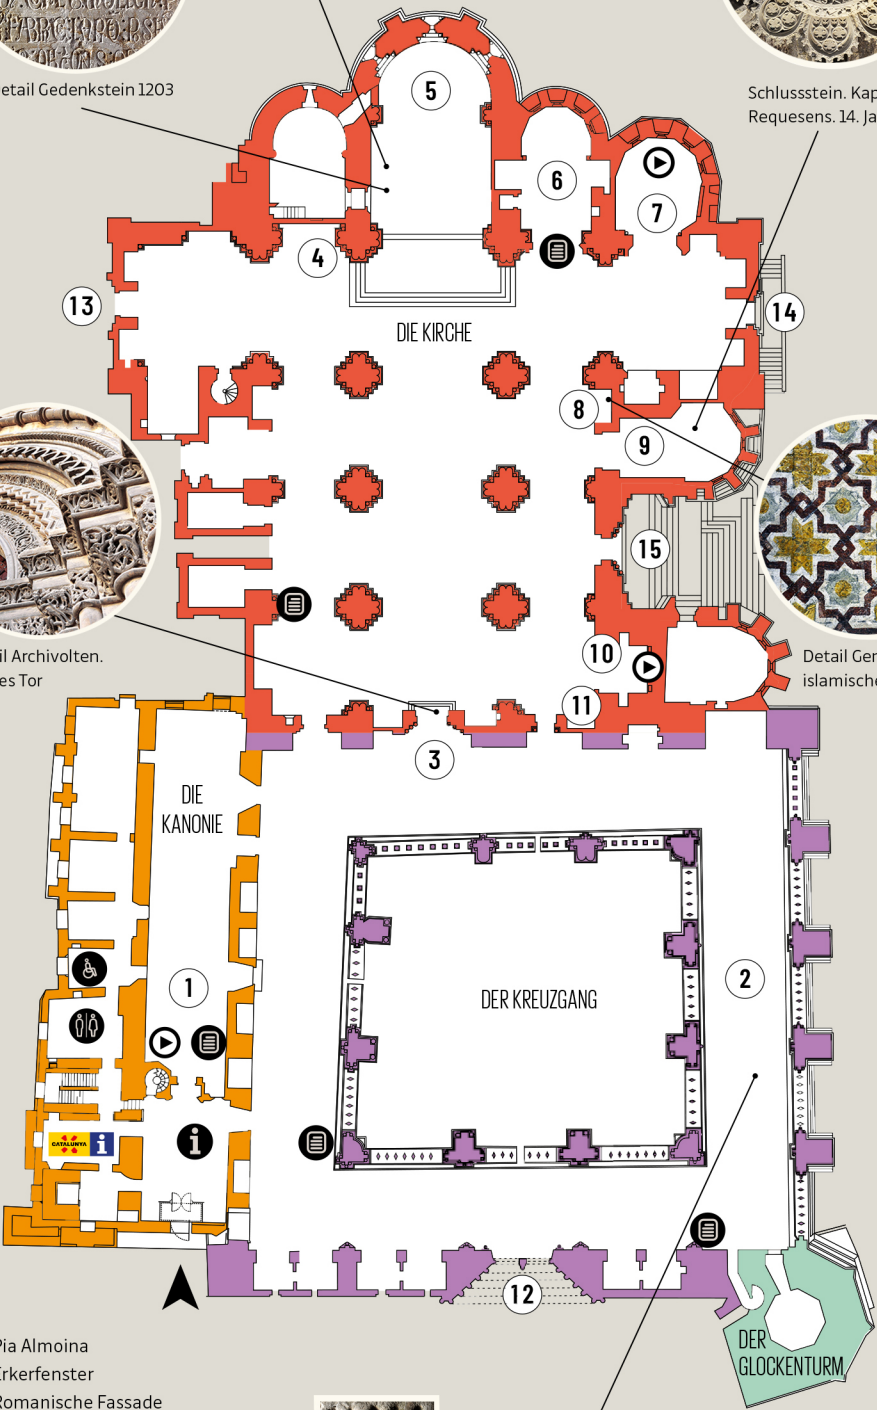 etail Gedenkstein 1203
Schlussstein. Kap
Requesens. 14. Ja
5
6
7
4
13
14
DIE KIRCHE
8
9
15
il Archivolten.
es Tor
Detail Ger
islamische
10
11
3
DIE
KANONIE
1
2
DER KREUZGANG
CATALUNYA i
i
12
DER
GLOCKENTURM
Pia Almoina
Erkerfenster
Romanische Fassade